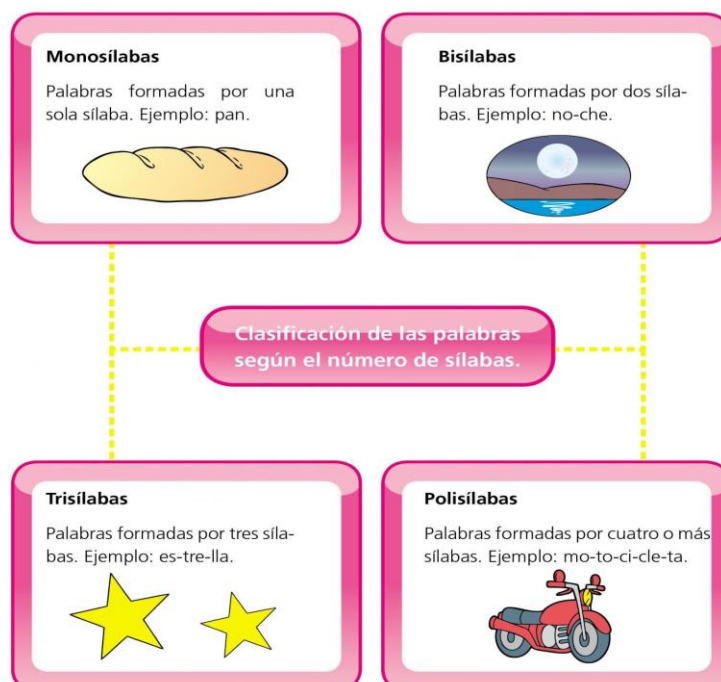 Monosílabas
Palabras formadas por una
sola sílaba. Ejemplo: pan.
Bisílabas
Palabras formadas por dos síla-
bas. Ejemplo: no-che.
Clasificación de las palabras
según el número de sílabas.
Trisílabas
Palabras formadas por tres síla-
bas. Ejemplo: es-tre-lla.
Polisílabas
Palabras formadas por cuatro o más
sílabas. Ejemplo: mo-to-ci-cle-ta.